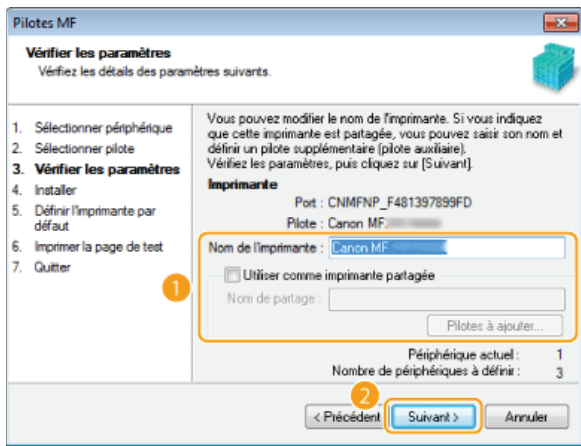 Pilotes MF
Vérifier les paramètres
Vérifiez les détails des paramètres suivants.
1. Sélectionner périphérique
2. Sélectionner pilote
3. Vérifier les paramètres
4. Installer
5. Définir l'imprimante par
défaut
6. Imprimer la page de test
7. Quitter
Vous pouvez modifier le nom de l'imprimante. Si vous indiquez
que cette imprimante est partagée, vous pouvez saisir son nom et
définir un pilote supplémentaire (pilote auxiliaire).
Vérifiez les paramètres, puis cliquez sur [Suivant].
Imprimante
Port : CNMFNP_F481397899FD
Pilote : Canon MF
Nom de l'imprimante : Canon MF
1
Utiliser comme imprimante partagée
Nom de partage :
Pilotes à ajouter...
Périphérique actuel : 1
Nombre de périphériques à définir : 3
2
< Précédent Suivant > Annuler